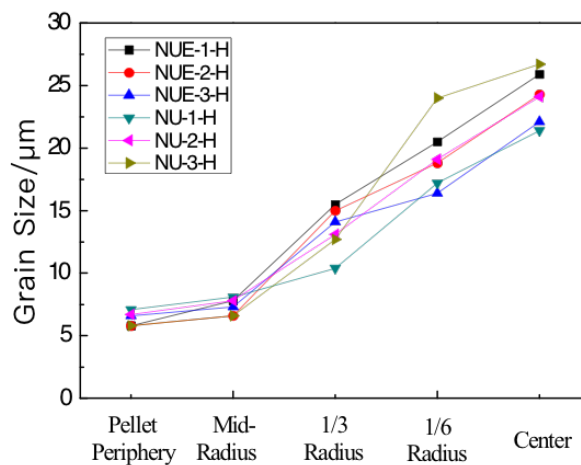 30
25
20
15
10
5
0
Grain Size/μm
NUE-1-H
NUE-2-H
NUE-3-H
NU-1-H
NU-2-H
NU-3-H
Pellet
Periphery
Mid-
Radius
1/3
Radius
1/6
Radius
Center